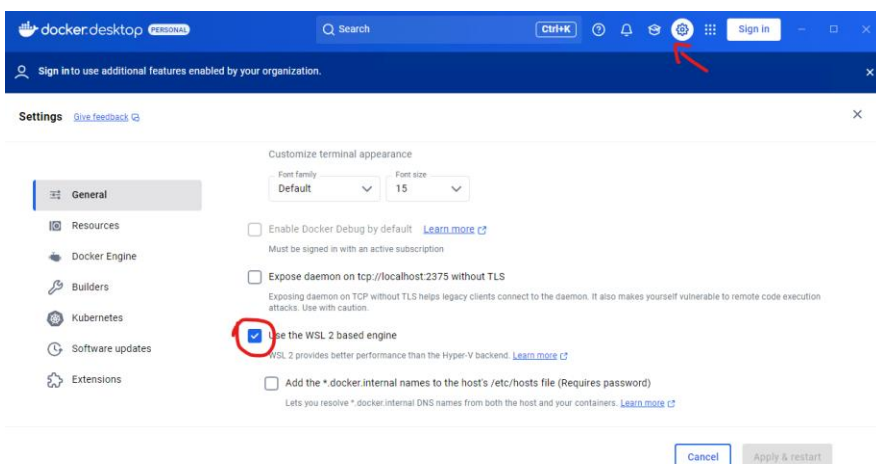 docker.desktop PERSONAL
Search
Ctrl+K
Sign in
Sign in to use additional features enabled by your organization.
Settings
Give feedback
Customize terminal appearance
Font family
Default
Font size
15
General
Resources
Docker Engine
Builders
Kubernetes
Software updates
Extensions
Enable Docker Debug by default Learn more
Must be signed in with an active subscription
Expose daemon on tcp://localhost:2375 without TLS
Exposing daemon on TCP without TLS helps legacy clients connect to the daemon. It also makes yourself vulnerable to remote code execution
attacks. Use with caution.
Use the WSL 2 based engine
WSL 2 provides better performance than the Hyper-V backend. Learn more
Add the *.docker.internal names to the host's /etc/hosts file (Requires password)
Lets you resolve *.docker.internal DNS names from both the host and your containers. Learn more
Cancel
Apply & restart